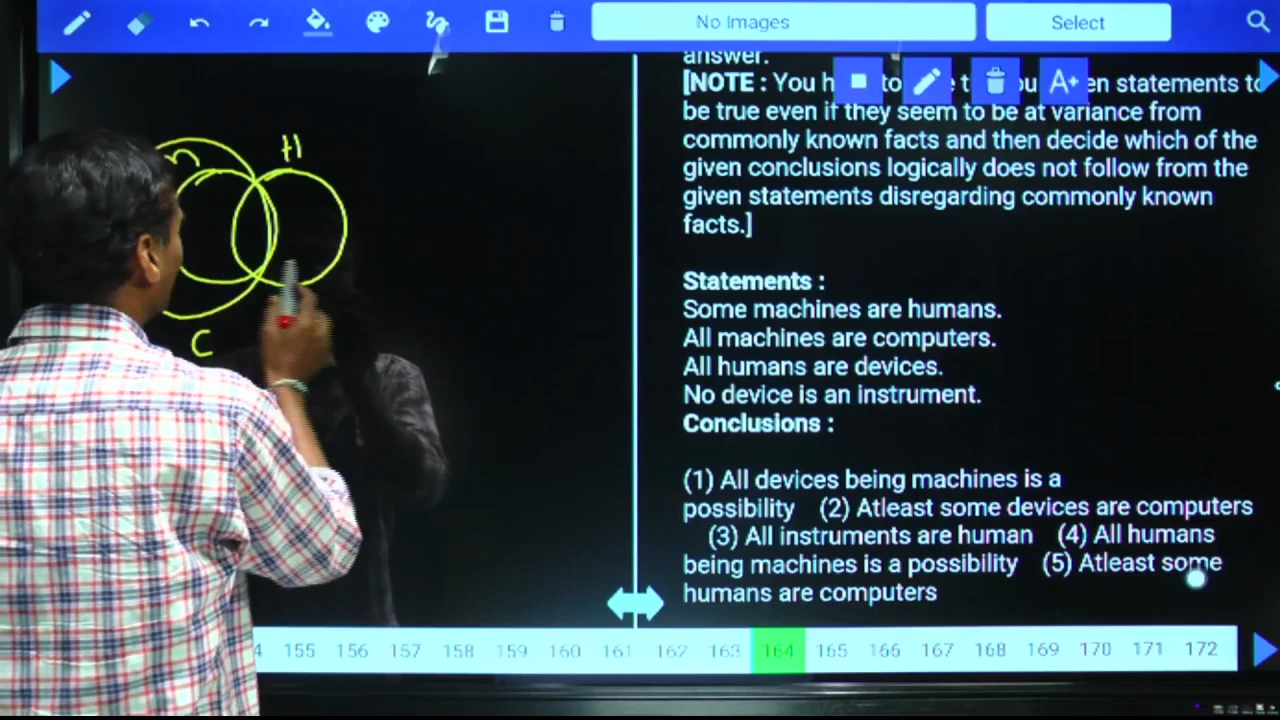 No Images
Select
answer.
[NOTE : You to en statements to
be true even if they seem to be at variance from
commonly known facts and then decide which of the
given conclusions logically does not follow from the
given statements disregarding commonly known
facts.]
A+
H
C
Statements :
Some machines are humans.
All machines are computers.
All humans are devices.
No device is an instrument.
Conclusions :
(1) All devices being machines is a
possibility (2) Atleast some devices are computers
(3) All instruments are human (4) All humans
being machines is a possibility (5) Atleast some
humans are computers
4 155 156 157 158 159 160 161 162 163 164 165 166 167 168 169 170 171 172